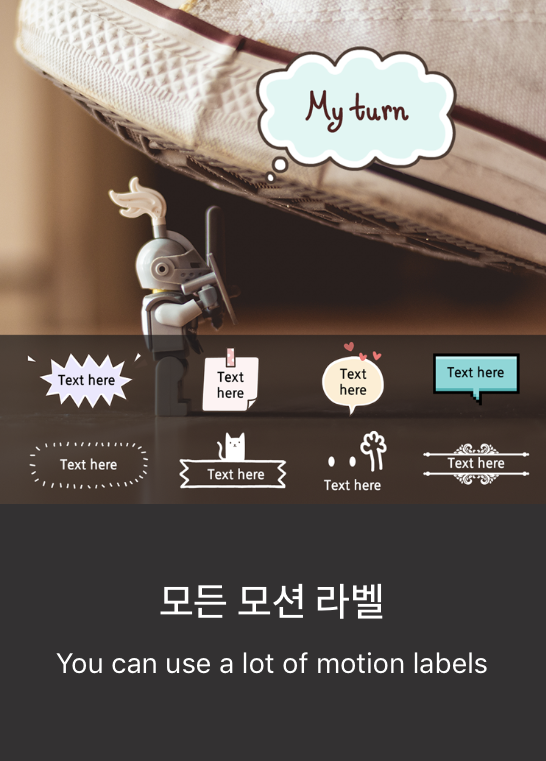 My turn
Text here
Text
here
Text
here
Text here
Text here
Text here
Text here
Text here
모든 모션 라벨
You can use a lot of motion labels